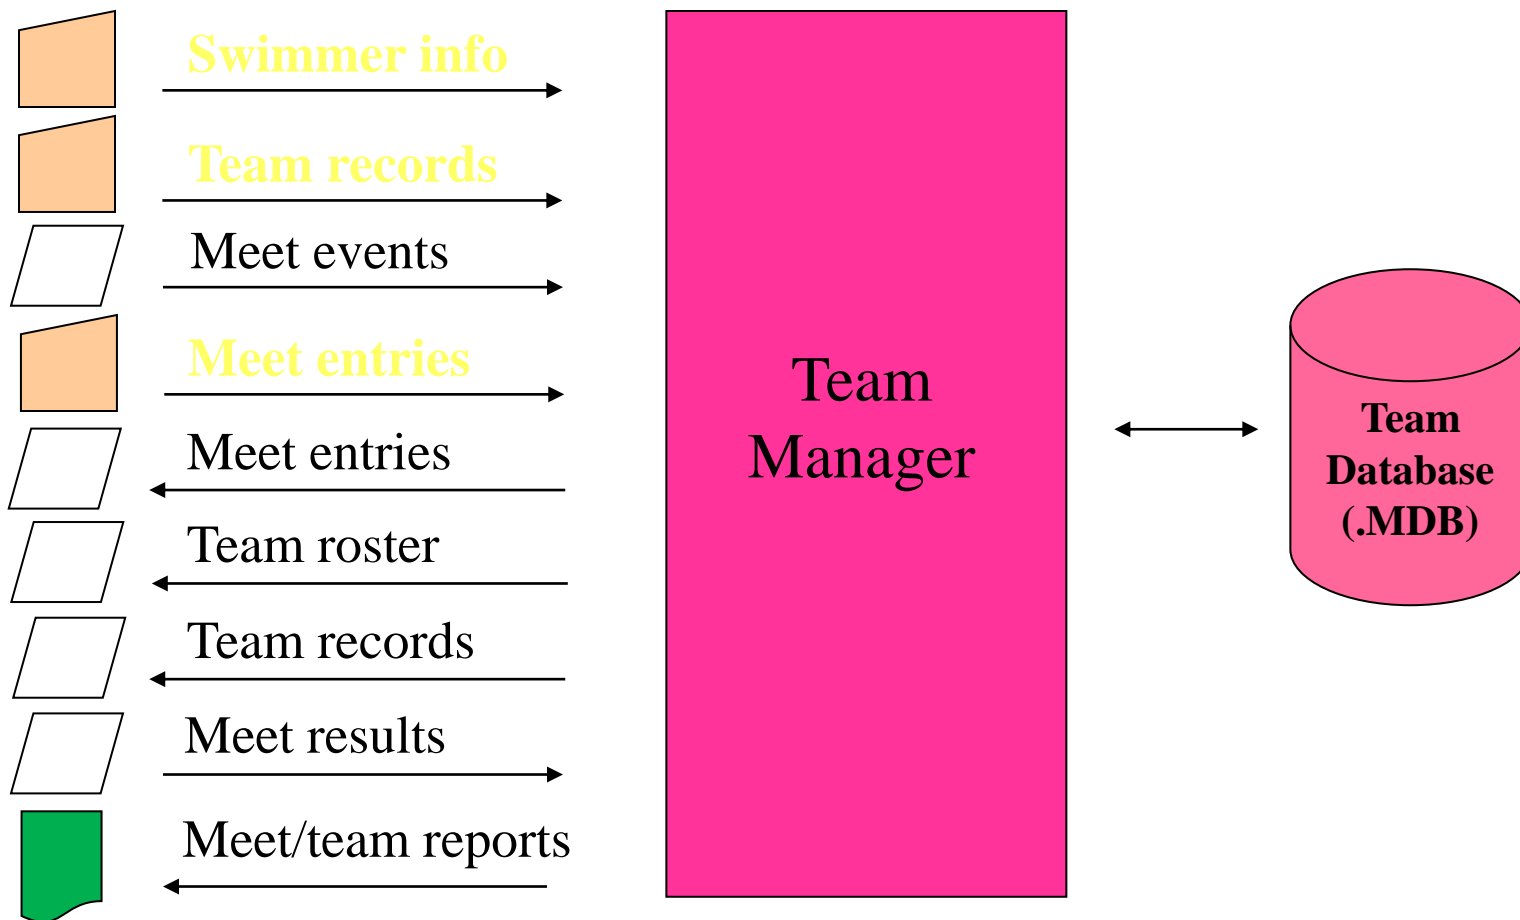 Swimmer info
Team records
Meet events
Meet entries
Meet entries
Team roster
Team records
Meet results
Meet/team reports
Team
Manager
Team
Database
(.MDB)